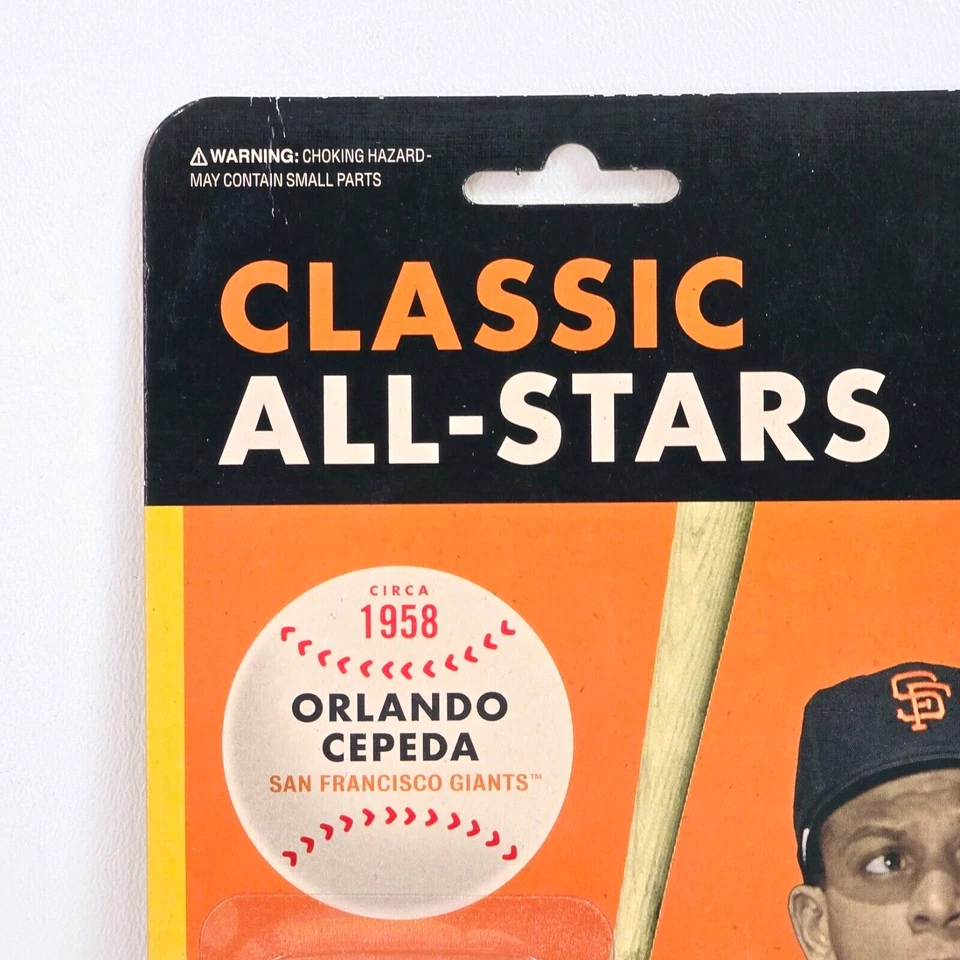 ⚠ WARNING: CHOKING HAZARD-
MAY CONTAIN SMALL PARTS
CLASSIC
ALL-STARS
CIRCA
1958
ORLANDO
CEPEDA
SAN FRANCISCO GIANTS™
SF